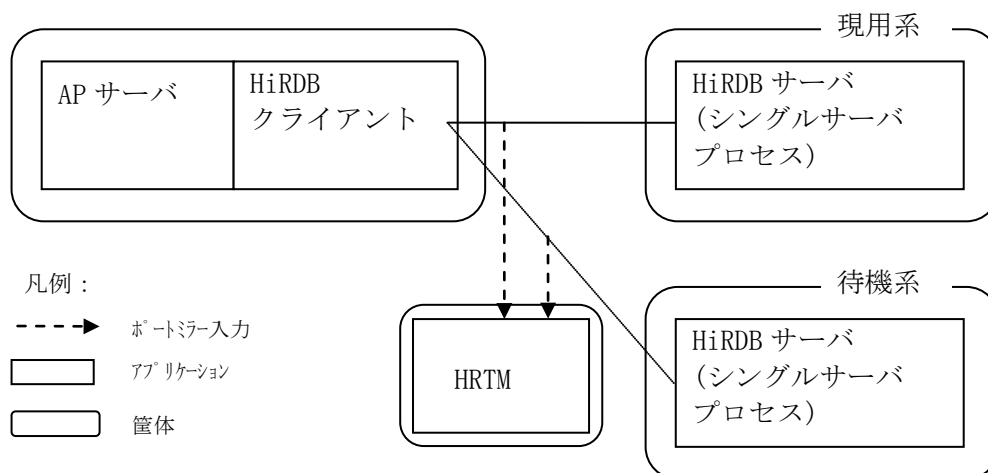 現用系
AP サーバ
HiRDB
クライアント
HiRDB サーバ
(シングルサーバ
プロセス)
凡例：
ﾎﾟｰﾄﾐﾗｰ入力
ｱﾌﾟﾘｹｰｼｮﾝ
筐体
HRTM
待機系
HiRDB サーバ
(シングルサーバ
プロセス)